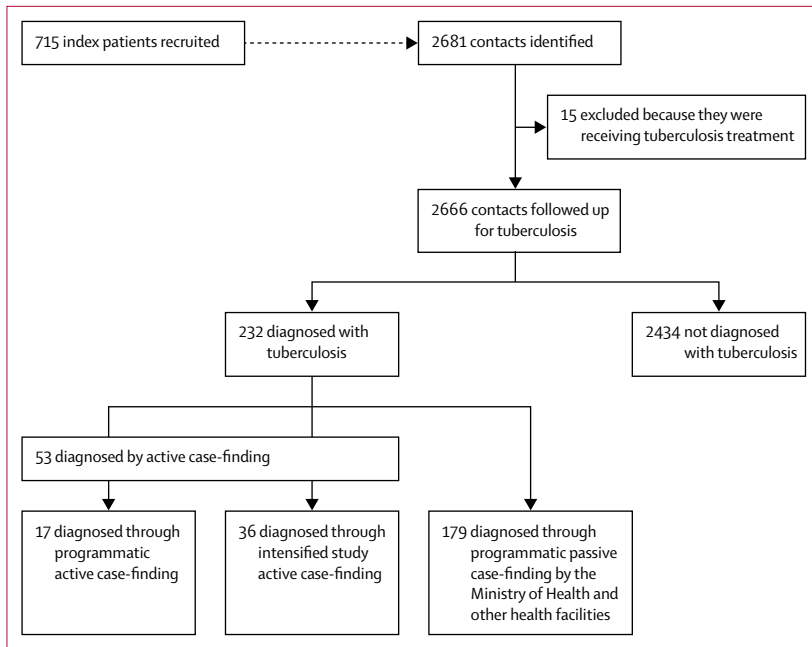 715 index patients recruited
2681 contacts identified
15 excluded because they were
receiving tuberculosis treatment
2666 contacts followed up
for tuberculosis
232 diagnosed with
tuberculosis
2434 not diagnosed
with tuberculosis
53 diagnosed by active case-finding
17 diagnosed through
programmatic
active case-finding
36 diagnosed through
intensified study
active case-finding
179 diagnosed through
programmatic passive
case-finding by the
Ministry of Health and
other health facilities